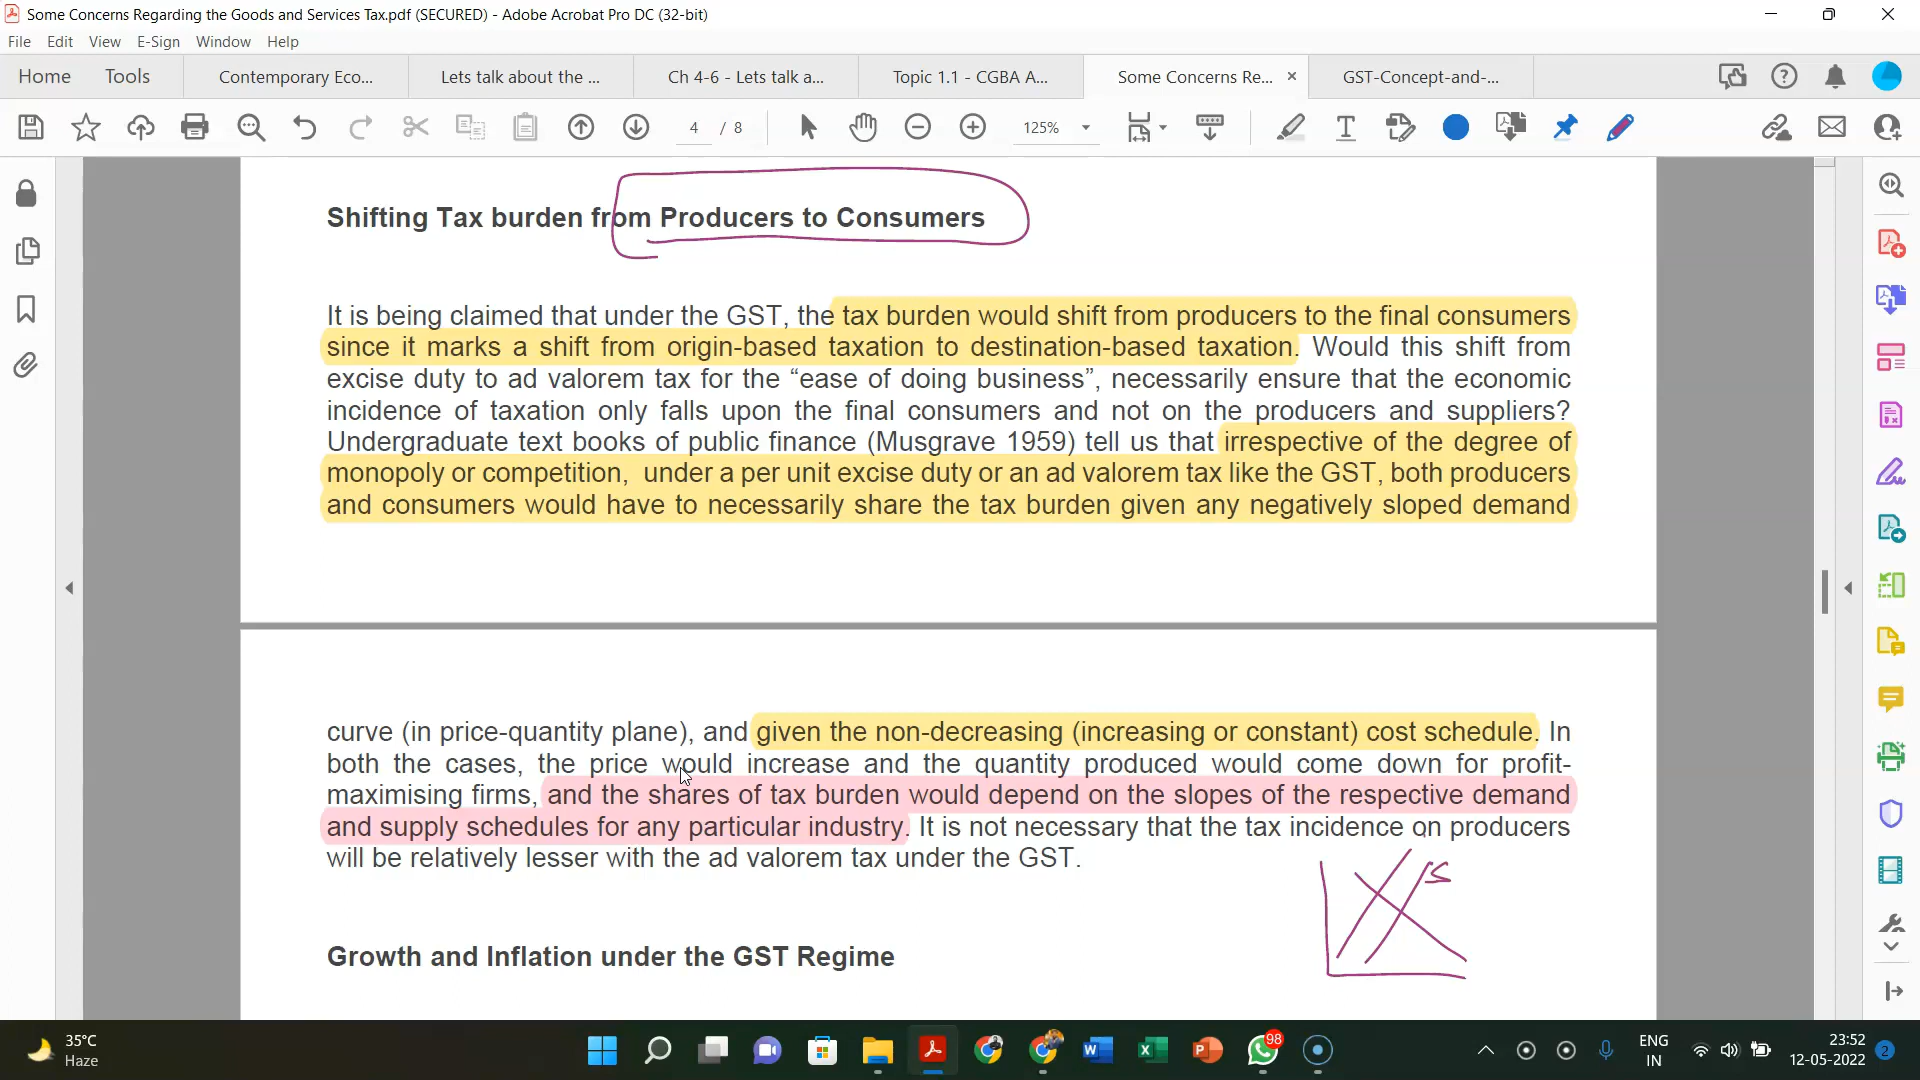 Some Concerns Regarding the Goods and Services Tax.pdf (SECURED) - Adobe Acrobat Pro DC (32-bit)
File Edit View E-Sign Window Help
Home Tools Contemporary Eco... Lets talk about the ... Ch 4-6 - Lets talk a... Topic 1.1 - CGBA A... Some Concerns Re... × GST-Concept-and-...
4 / 8 125%
Shifting Tax burden from Producers to Consumers
It is being claimed that under the GST, the tax burden would shift from producers to the final consumers
since it marks a shift from origin-based taxation to destination-based taxation. Would this shift from
excise duty to ad valorem tax for the “ease of doing business”, necessarily ensure that the economic
incidence of taxation only falls upon the final consumers and not on the producers and suppliers?
Undergraduate text books of public finance (Musgrave 1959) tell us that irrespective of the degree of
monopoly or competition, under a per unit excise duty or an ad valorem tax like the GST, both producers
and consumers would have to necessarily share the tax burden given any negatively sloped demand
curve (in price-quantity plane), and given the non-decreasing (increasing or constant) cost schedule. In
both the cases, the price would increase and the quantity produced would come down for profit-
maximising firms, and the shares of tax burden would depend on the slopes of the respective demand
and supply schedules for any particular industry. It is not necessary that the tax incidence on producers
will be relatively lesser with the ad valorem tax under the GST.
S
Growth and Inflation under the GST Regime
35°C
Haze
98
ENG
IN
23:52
12-05-2022
2